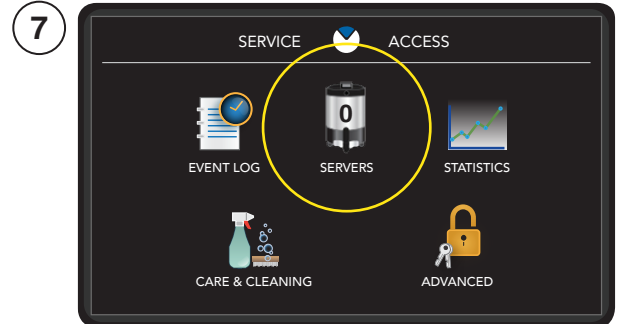 7
SERVICE ACCESS
0
EVENT LOG SERVERS STATISTICS
CARE & CLEANING ADVANCED